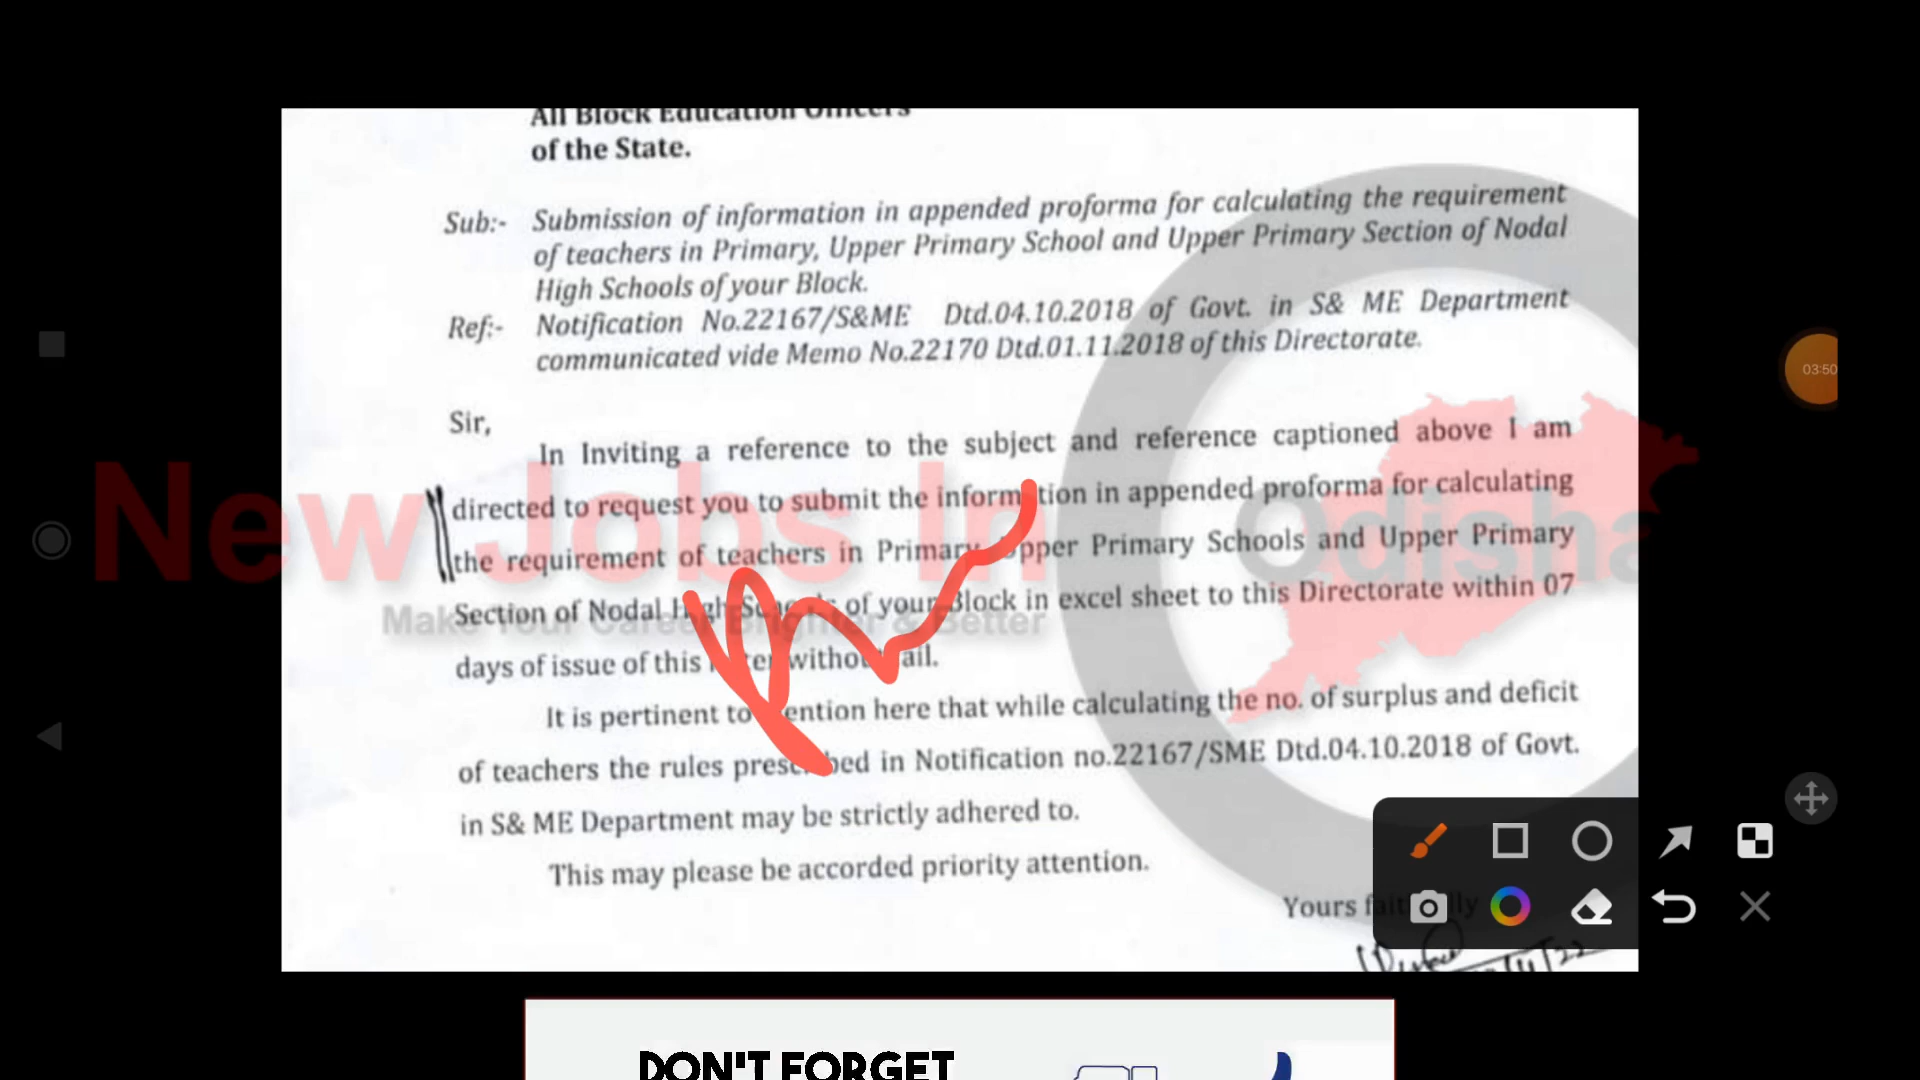 All Block Education Officers
of the State.
Sub:- Submission of information in appended proforma for calculating the requirement
of teachers in Primary, Upper Primary School and Upper Primary Section of Nodal
High Schools of your Block.
Ref:- Notification No.22167/S&ME Dtd.04.10.2018 of Govt. in S& ME Department
communicated vide Memo No.22170 Dtd.01.11.2018 of this Directorate.
Sir,
In Inviting a reference to the subject and reference captioned above I am
directed to request you to submit the information in appended proforma for calculating
the requirement of teachers in Primary, Upper Primary Schools and Upper Primary
Section of Nodal High Schools of your Block in excel sheet to this Directorate within 07
days of issue of this letter without fail.
It is pertinent to mention here that while calculating the no. of surplus and deficit
of teachers the rules prescribed in Notification no.22167/SME Dtd.04.10.2018 of Govt.
in S& ME Department may be strictly adhered to.
This may please be accorded priority attention.
Yours faithfully
New Jobs In Odisha
Make Your Career Brighter & Better
03:50
DON'T FORGET